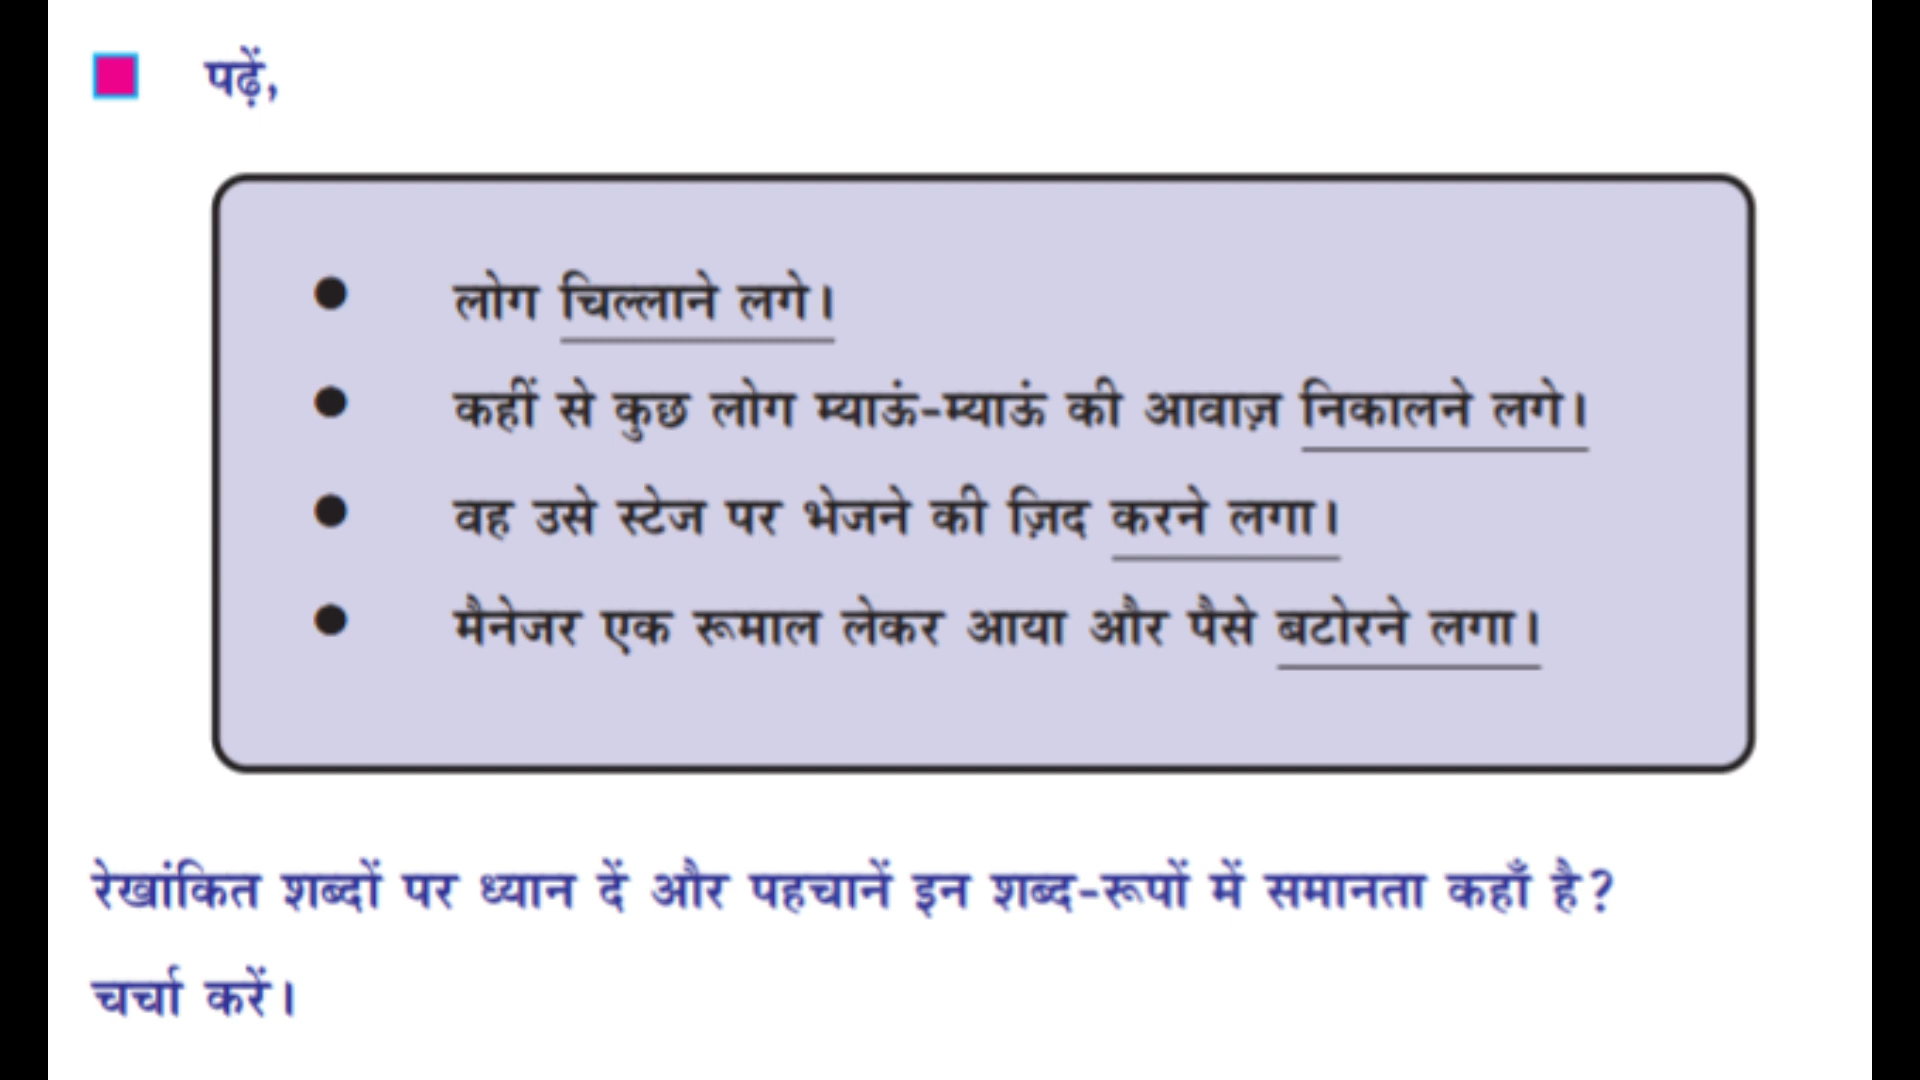 पढ़ें,
लोग चिल्लाने लगे।
कहीं से कुछ लोग म्याऊं-म्याऊं की आवाज़ निकालने लगे।
वह उसे स्टेज पर भेजने की ज़िद करने लगा।
मैनेजर एक रूमाल लेकर आया और पैसे बटोरने लगा।
रेखांकित शब्दों पर ध्यान दें और पहचानें इन शब्द-रूपों में समानता कहाँ है?
चर्चा करें।